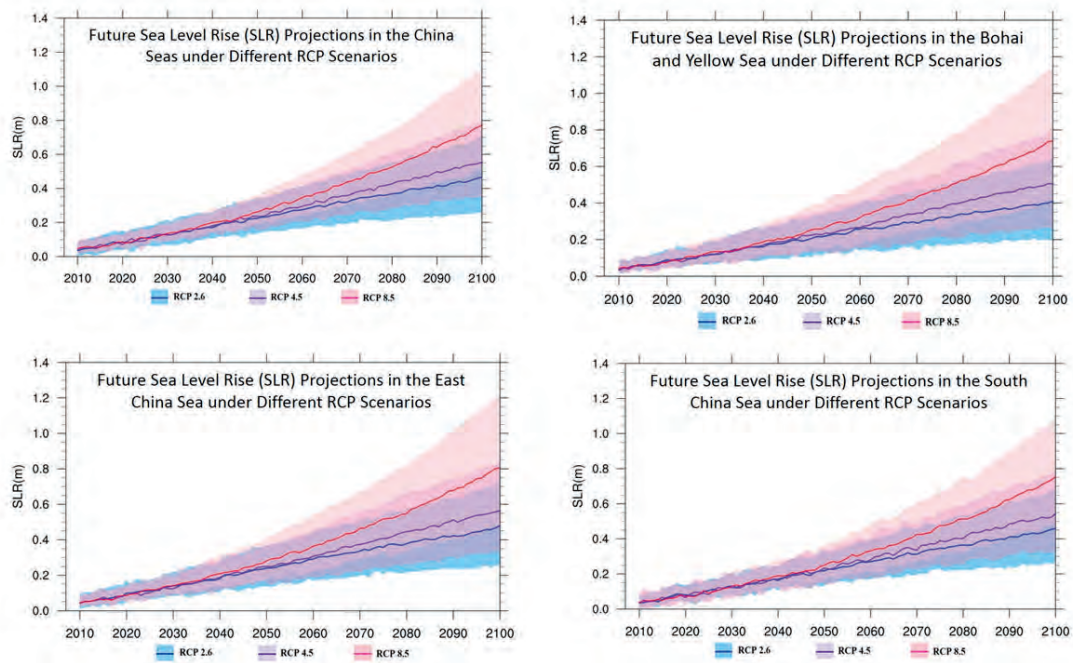 Future Sea Level Rise (SLR) Projections in the China
Seas under Different RCP Scenarios
SLR(m)
1.4
1.2
1.0
0.8
0.6
0.4
0.2
0.0
2010 2020 2030 2040 2050 2060 2070 2080 2090 2100
RCP 2.6 RCP 4.5 RCP 8.5
Future Sea Level Rise (SLR) Projections in the Bohai
and Yellow Sea under Different RCP Scenarios
SLR(m)
1.4
1.2
1.0
0.8
0.6
0.4
0.2
0.0
2010 2020 2030 2040 2050 2060 2070 2080 2090 2100
RCP 2.6 RCP 4.5 RCP 8.5
Future Sea Level Rise (SLR) Projections in the East
China Sea under Different RCP Scenarios
SLR(m)
1.4
1.2
1.0
0.8
0.6
0.4
0.2
0.0
2010 2020 2030 2040 2050 2060 2070 2080 2090 2100
RCP 2.6 RCP 4.5 RCP 8.5
Future Sea Level Rise (SLR) Projections in the South
China Sea under Different RCP Scenarios
SLR(m)
1.4
1.2
1.0
0.8
0.6
0.4
0.2
0.0
2010 2020 2030 2040 2050 2060 2070 2080 2090 2100
RCP 2.6 RCP 4.5 RCP 8.5